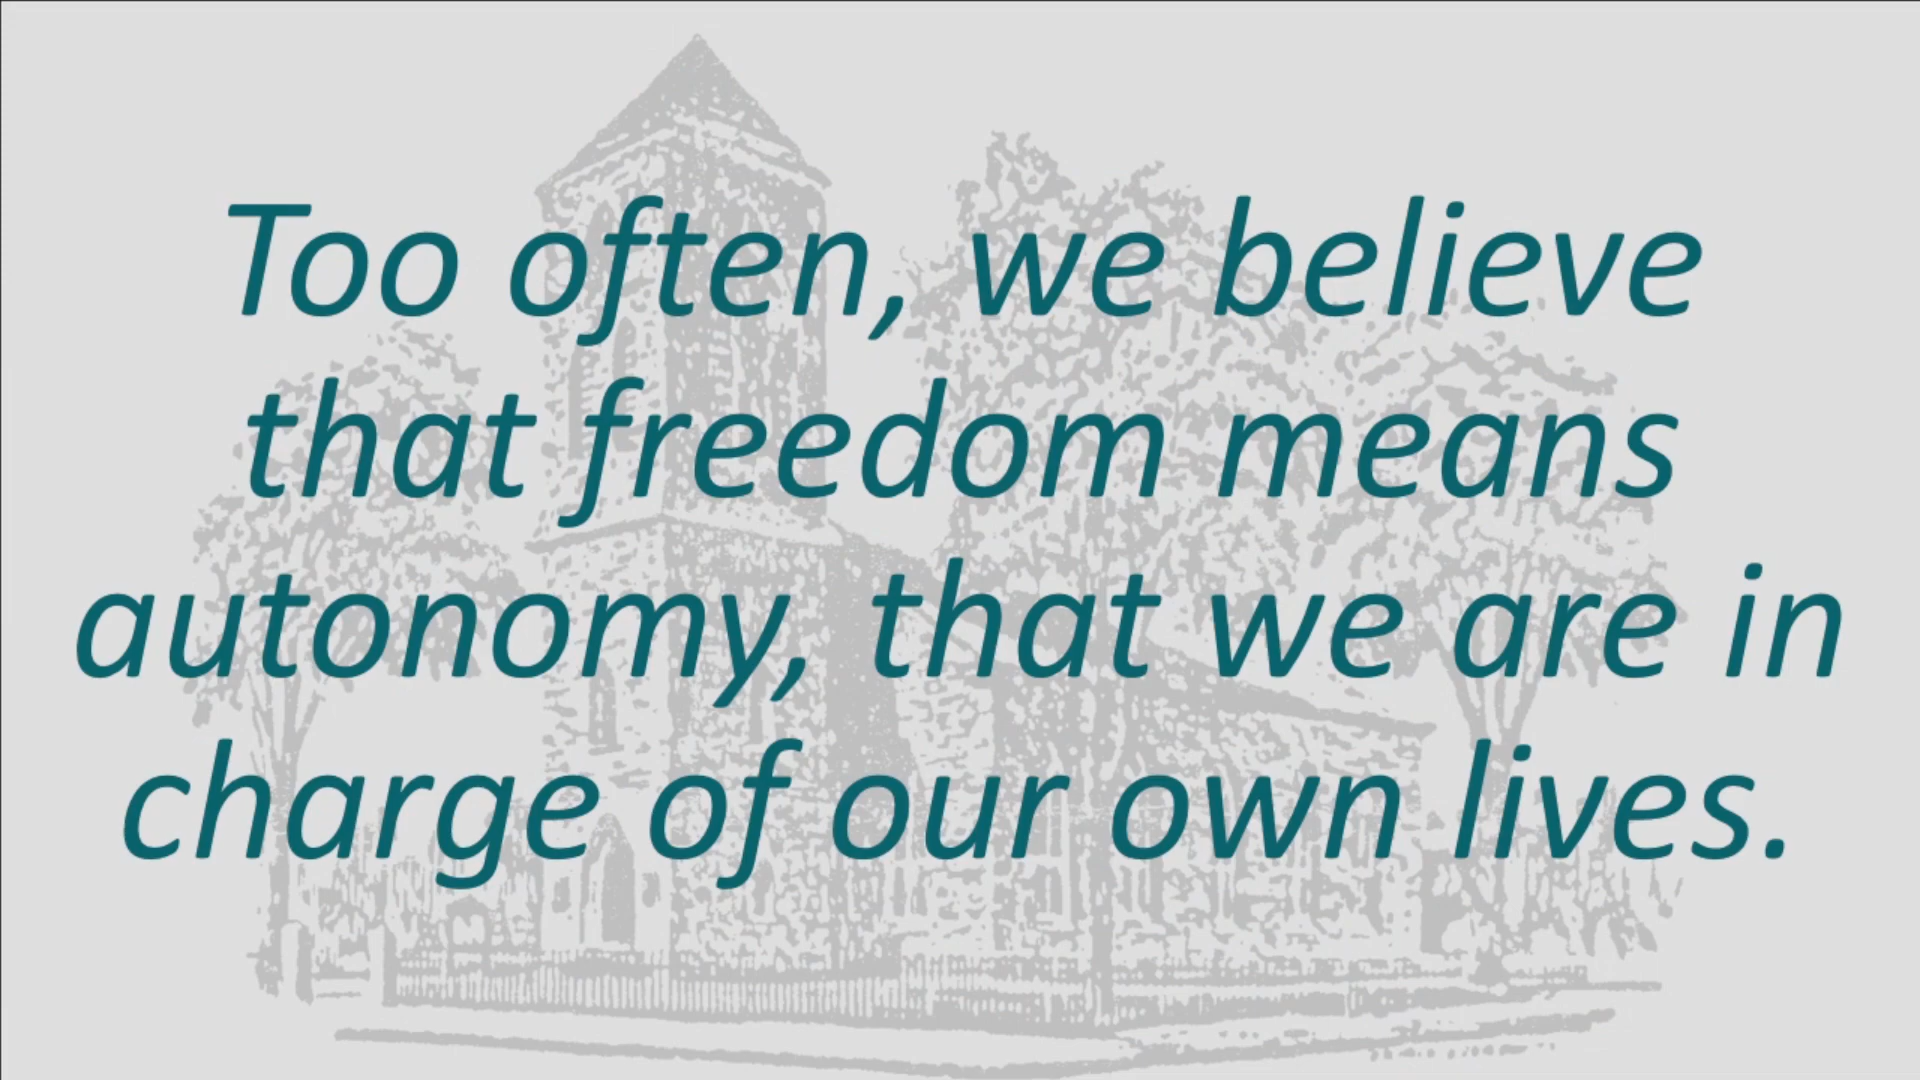 Too often, we believe
that freedom means
autonomy, that we are in
charge of our own lives.